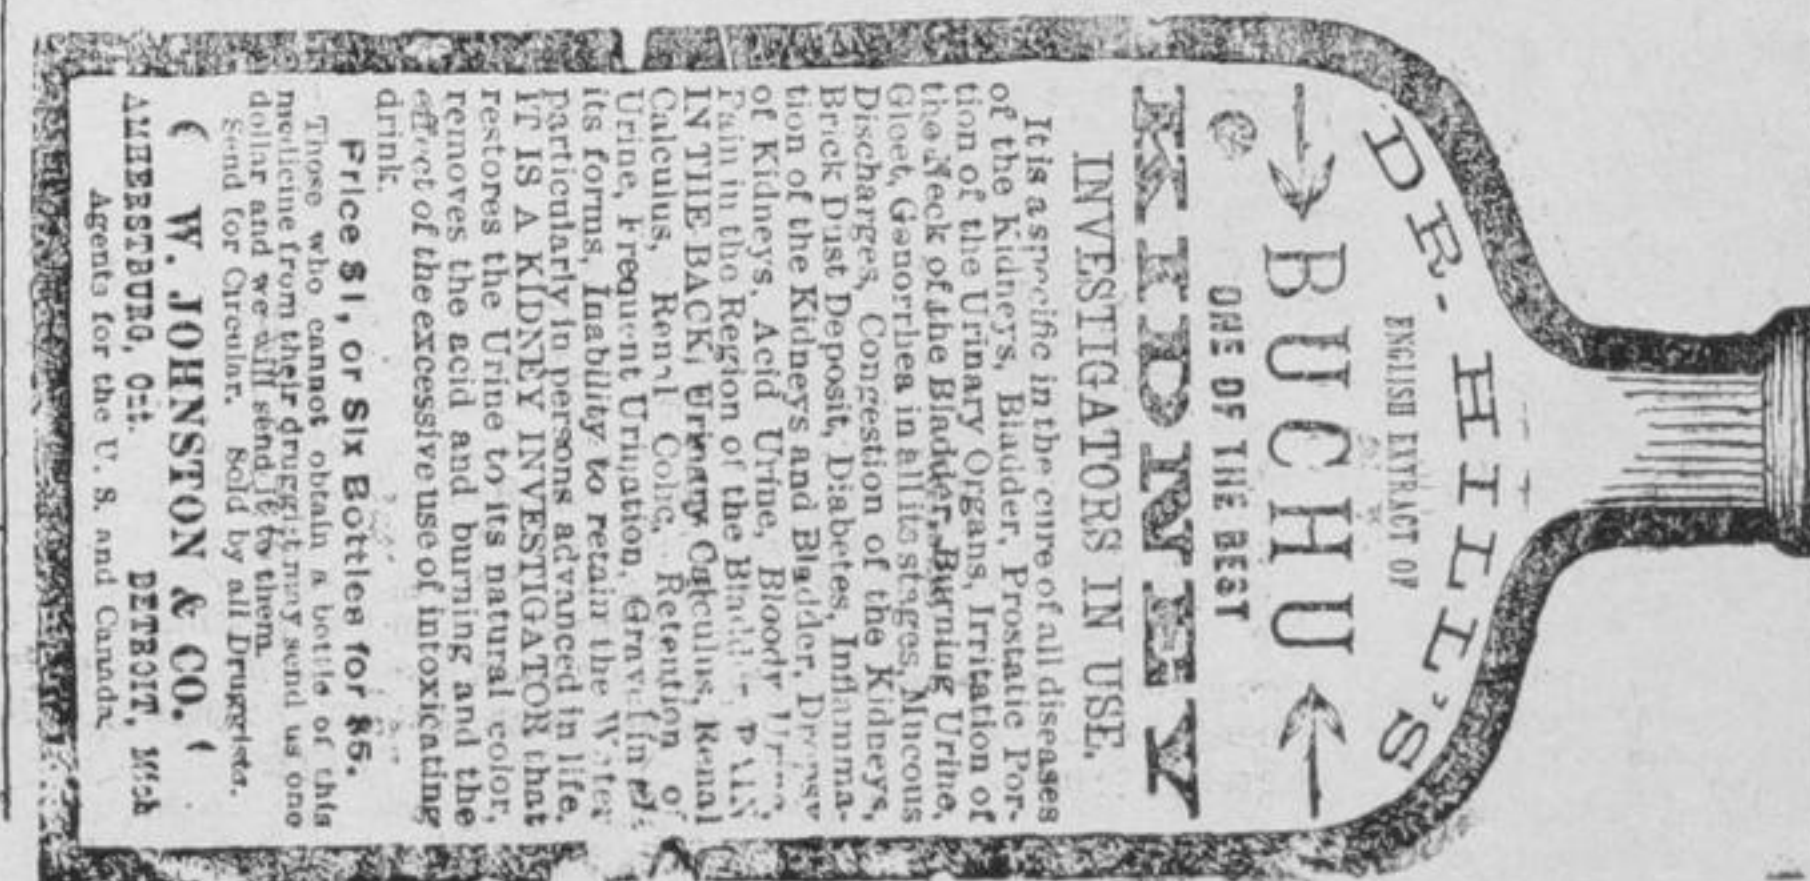 DR. HILL'S
ENGLISH EXTRACT OF
BUCHU
ONE OF THE BEST
KIDNEY
INVESTIGATORS IN USE.
It is a specific in the cure of all diseases
of the Kidneys, Bladder, Prostatic Por-
tion of the Urinary Organs, Irritation of
the Neck of the Bladder, Burning Urine,
Gleet, Gonorrhea in all its stages, Mucous
Discharges, Congestion of the Kidneys,
Brick Dust Deposit, Diabetes, Inflamma-
tion of the Kidneys and Bladder, Dropsy
of Kidneys, Acid Urine, Bloody Urine,
Pain in the Region of the Bladder PAIN
IN THE BACK, Urinary Calculus, Renal
Calculus, Renal Colic, Retention of
Urine, Frequent Urination, Gravel in all
its forms, Inability to retain the Water
particularly in persons advanced in life.
IT IS A KIDNEY INVESTIGATOR that
restores the Urine to its natural color,
removes the acid and burning and the
effect of the excessive use of intoxicating
drink.
Price $1, or Six Bottles for $5.
Those who cannot obtain a bottle of this
medicine from their druggist may send us one
dollar and we will send it to them.
Send for Circular. Sold by all Druggists.
W. JOHNSTON & CO.
AMHERSTBURG, Ont. DETROIT, Mich
Agents for the U. S. and Canada.